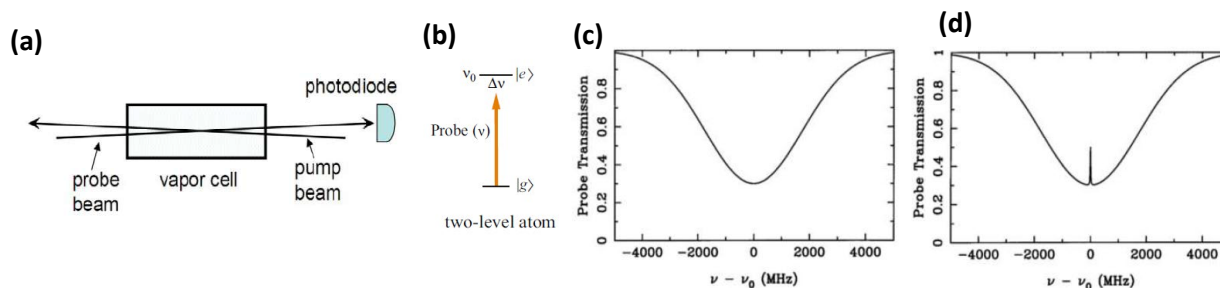 (a)
photodiode
probe
beam
vapor cell
pump
beam
(b)
ν₀
|e⟩
Δν
Probe (ν)
|g⟩
two-level atom
(c)
Probe Transmission
0.8
0.6
0.4
0.2
0
−4000 −2000 0 2000 4000
ν − ν₀ (MHz)
(d)
Probe Transmission
1
0.8
0.6
0.4
0.2
0
−4000 −2000 0 2000 4000
ν − ν₀ (MHz)